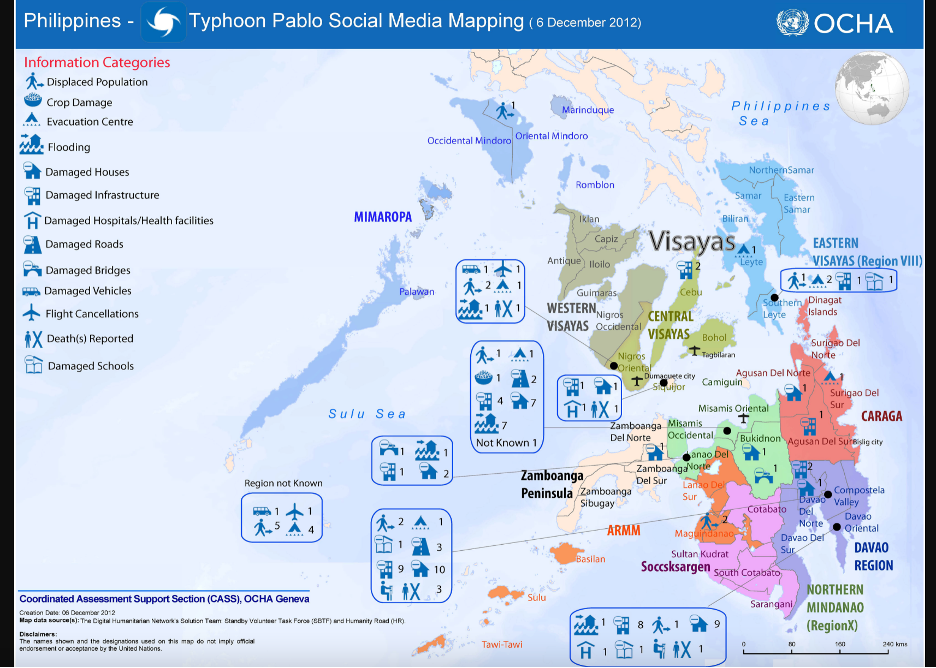 Philippines - Typhoon Pablo Social Media Mapping ( 6 December 2012)
OCHA
Information Categories
Displaced Population
Crop Damage
Evacuation Centre
Flooding
Damaged Houses
Damaged Infrastructure
Damaged Hospitals/Health facilities
Damaged Roads
Damaged Bridges
Damaged Vehicles
Flight Cancellations
Death(s) Reported
Damaged Schools
Philippines
Sea
1
Marinduque
Occidental Mindoro
Oriental Mindoro
Romblon
MIMAROPA
Palawan
Sulu Sea
NorthernSamar
Samar
Eastern
Samar
Biliran
Visayas
1
Leyte
EASTERN
VISAYAS (Region VIII)
1 2 1 1
Southern
Leyte
Dinagat
Islands
Iklan
Capiz
Antique
Iloilo
Guimaras
WESTERN
VISAYAS
Nigros
Occidental
2
Cebu
CENTRAL
VISAYAS
Bohol
Tagbilaran
Nigros
Oriental
Dumaguete city
Siquijor
Camiguin
1 1
2 1
1 1
1 1
1 2
4 7
7
Not Known 1
1 1
1 1
Surigao Del
Norte
Agusan Del Norte
1
1
Surigao Del
Sur
CARAGA
1
Agusan Del Sur
Bislig city
Misamis Oriental
Misamis
Occidental
Bukidnon
1
1
Zamboanga
Del Norte
1
Zamboanga
Del Sur
Lanao Del
Norte
Lanao Del
Sur
Zamboanga
Peninsula
Zamboanga
Sibugay
1 1
1 2
Region not Known
1 1
5 4
2 1
1 3
9 10
3
2
1
Compostela
Valley
Davao
Del
Norte
Davao
Oriental
Davao Del
Sur
DAVAO
REGION
Cotabato
2
Maguindanao
ARMM
Sultan Kudrat
Soccsksargen
South Cotabato
Sarangani
NORTHERN
MINDANAO
(RegionX)
Basilan
Sulu
Tawi-Tawi
1 8 1 9
1 1 1
0 80 160 240 kms
Coordinated Assessment Support Section (CASS), OCHA Geneva
Creation Date: 06 December 2012
Map data source(s): The Digital Humanitarian Network's Solution Team: Standby Volunteer Task Force (SBTF) and Humanity Road (HR).
Disclaimers:
The names shown and the designations used on this map do not imply official
endorsement or acceptance by the United Nations.